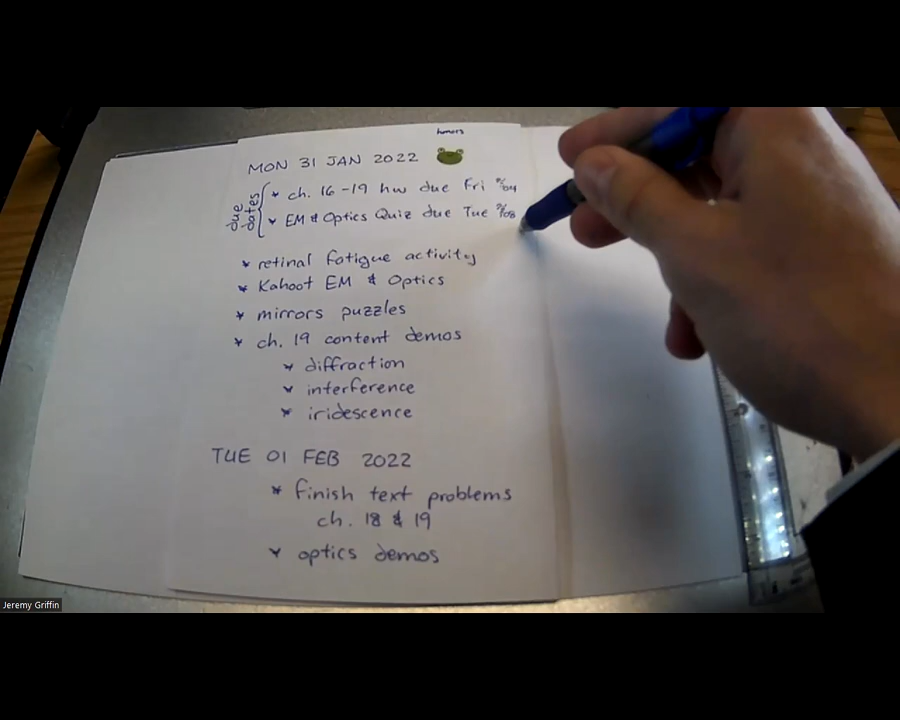 honors
MON 31 JAN 2022
due dates
* ch. 16-19 hw due Fri 2/04
* EM & Optics Quiz due Tue 2/08
* retinal fatigue activity
* Kahoot EM & Optics
* mirrors puzzles
* ch. 19 content demos
* diffraction
* interference
* iridescence
TUE 01 FEB 2022
* finish text problems
ch. 18 & 19
* optics demos
Jeremy Griffin